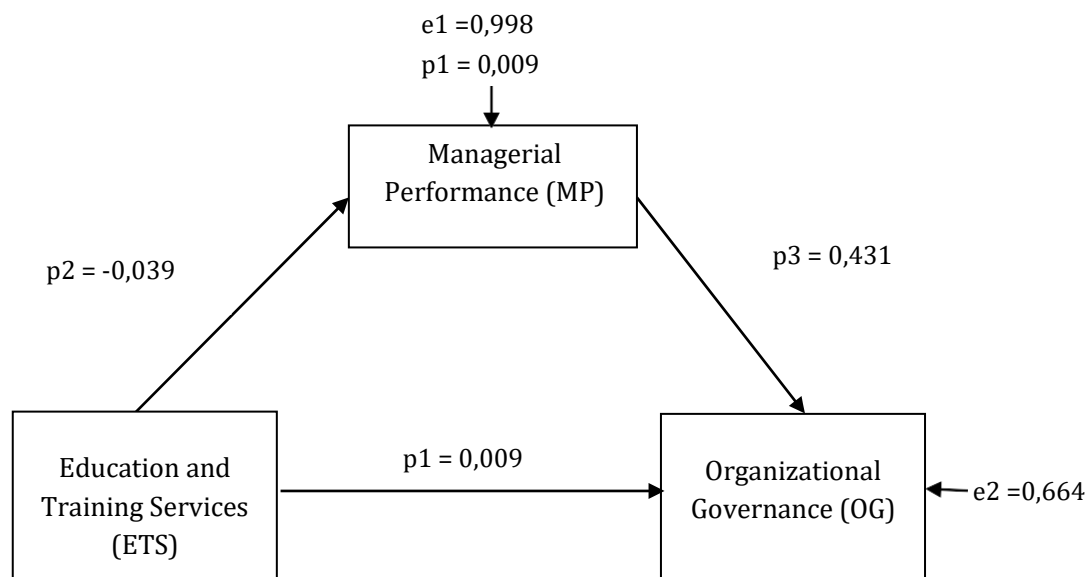 e1 =0,998
p1 = 0,009
Managerial
Performance (MP)
p2 = -0,039
p3 = 0,431
Education and
Training Services
(ETS)
p1 = 0,009
Organizational
Governance (OG)
e2 =0,664